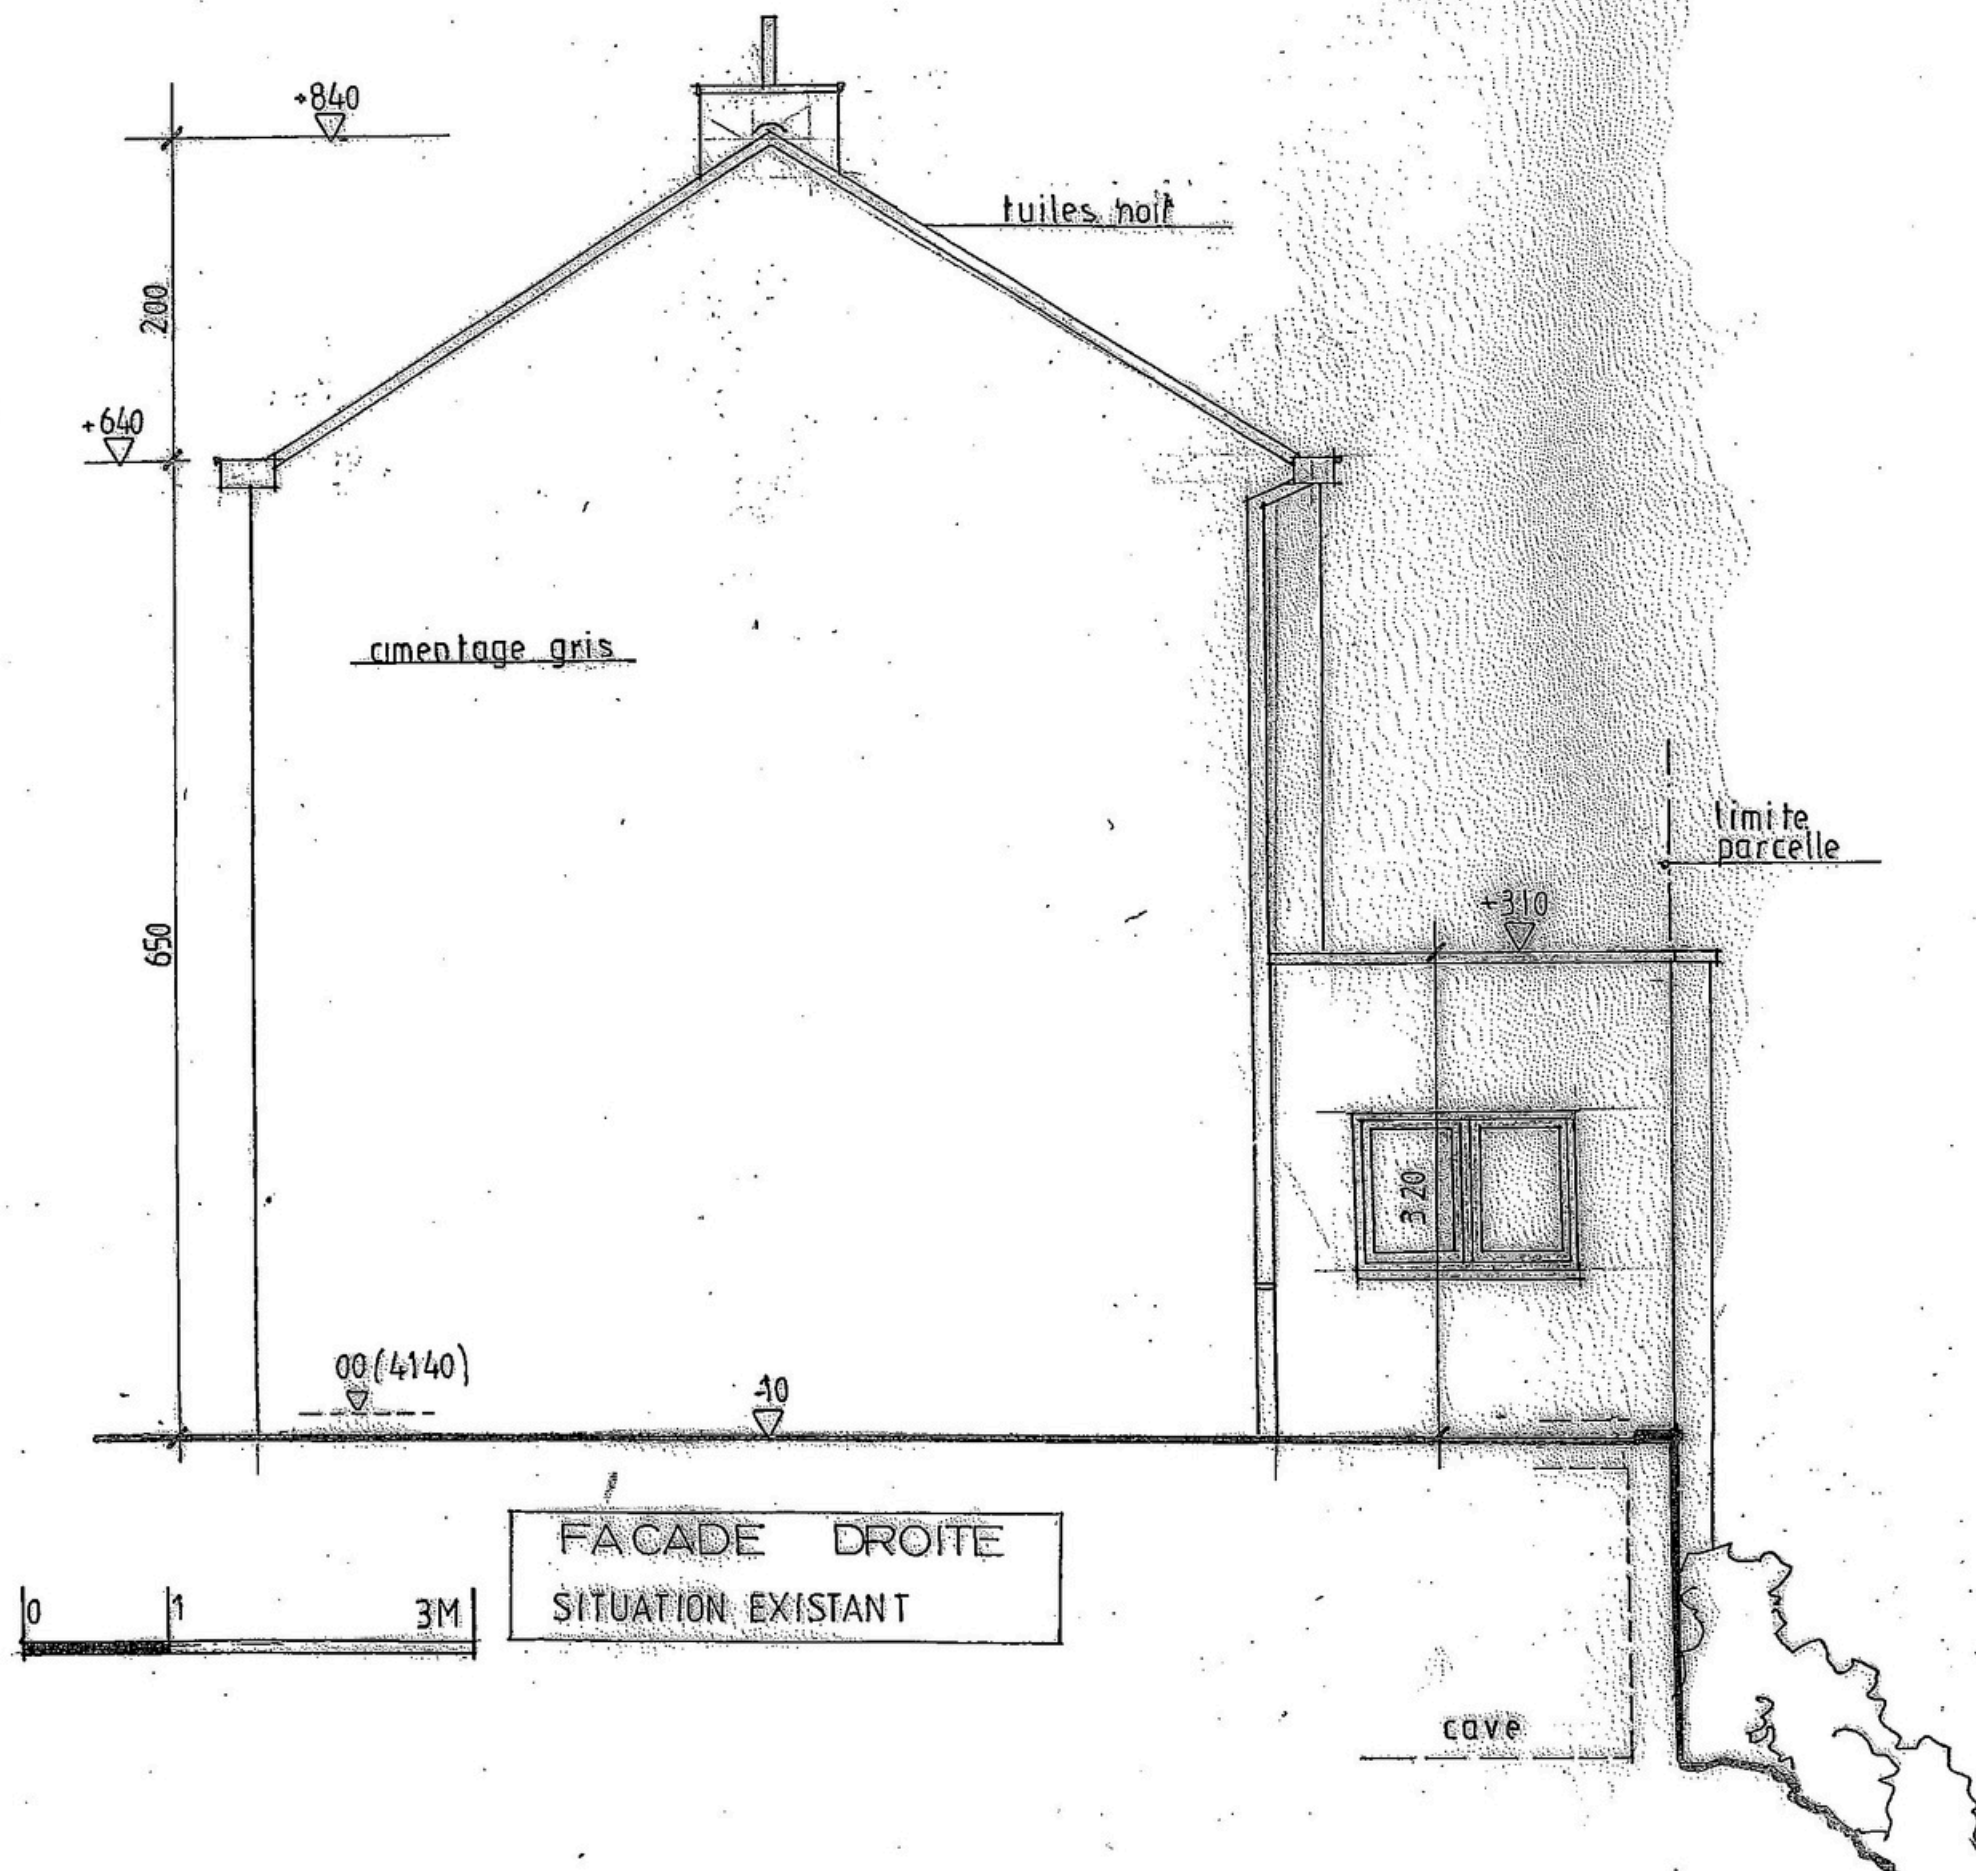 +840
tuiles noir
200
+640
cimentage gris
limite
parcelle
+310
650
320
00(4140)
-10
FACADE DROITE
SITUATION EXISTANT
0 1 3M
cave